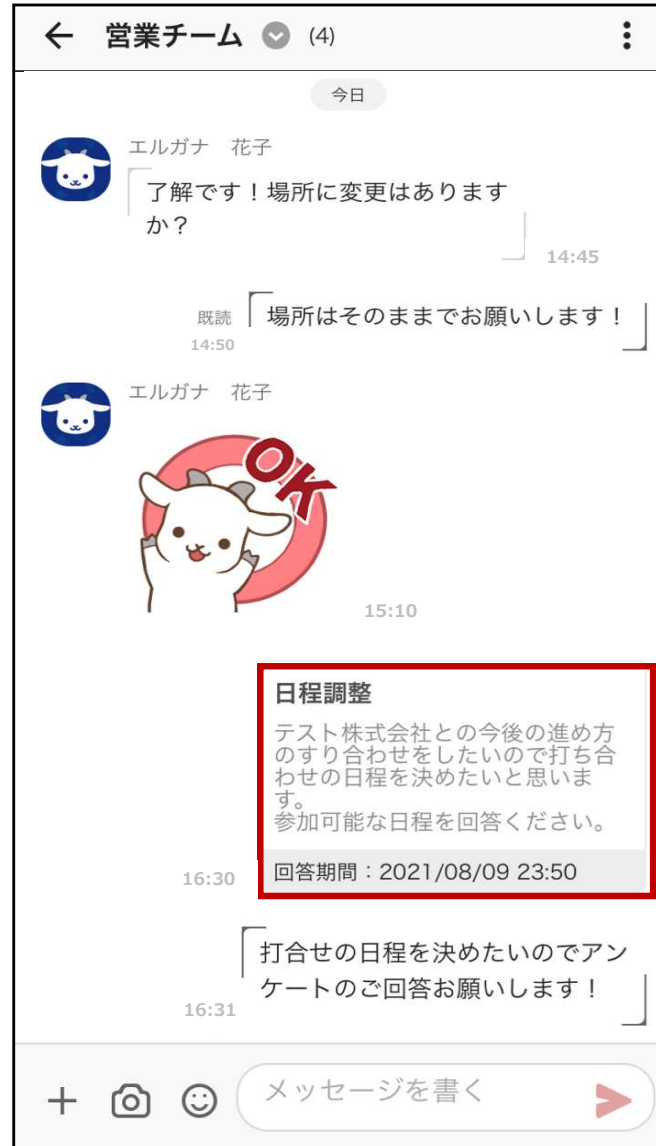 営業チーム (4)
今日
エルガナ 花子
了解です！場所に変更はあります
か？
14:45
場所はそのままでお願いします！
既読
14:50
エルガナ 花子
OK
15:10
日程調整
テスト株式会社との今後の進め方
のすり合わせをしたいので打ち合
わせの日程を決めたいと思いま
す。
参加可能な日程を回答ください。
回答期間：2021/08/09 23:50
16:30
打合せの日程を決めたいのでアン
ケートのご回答お願いします！
16:31
メッセージを書く